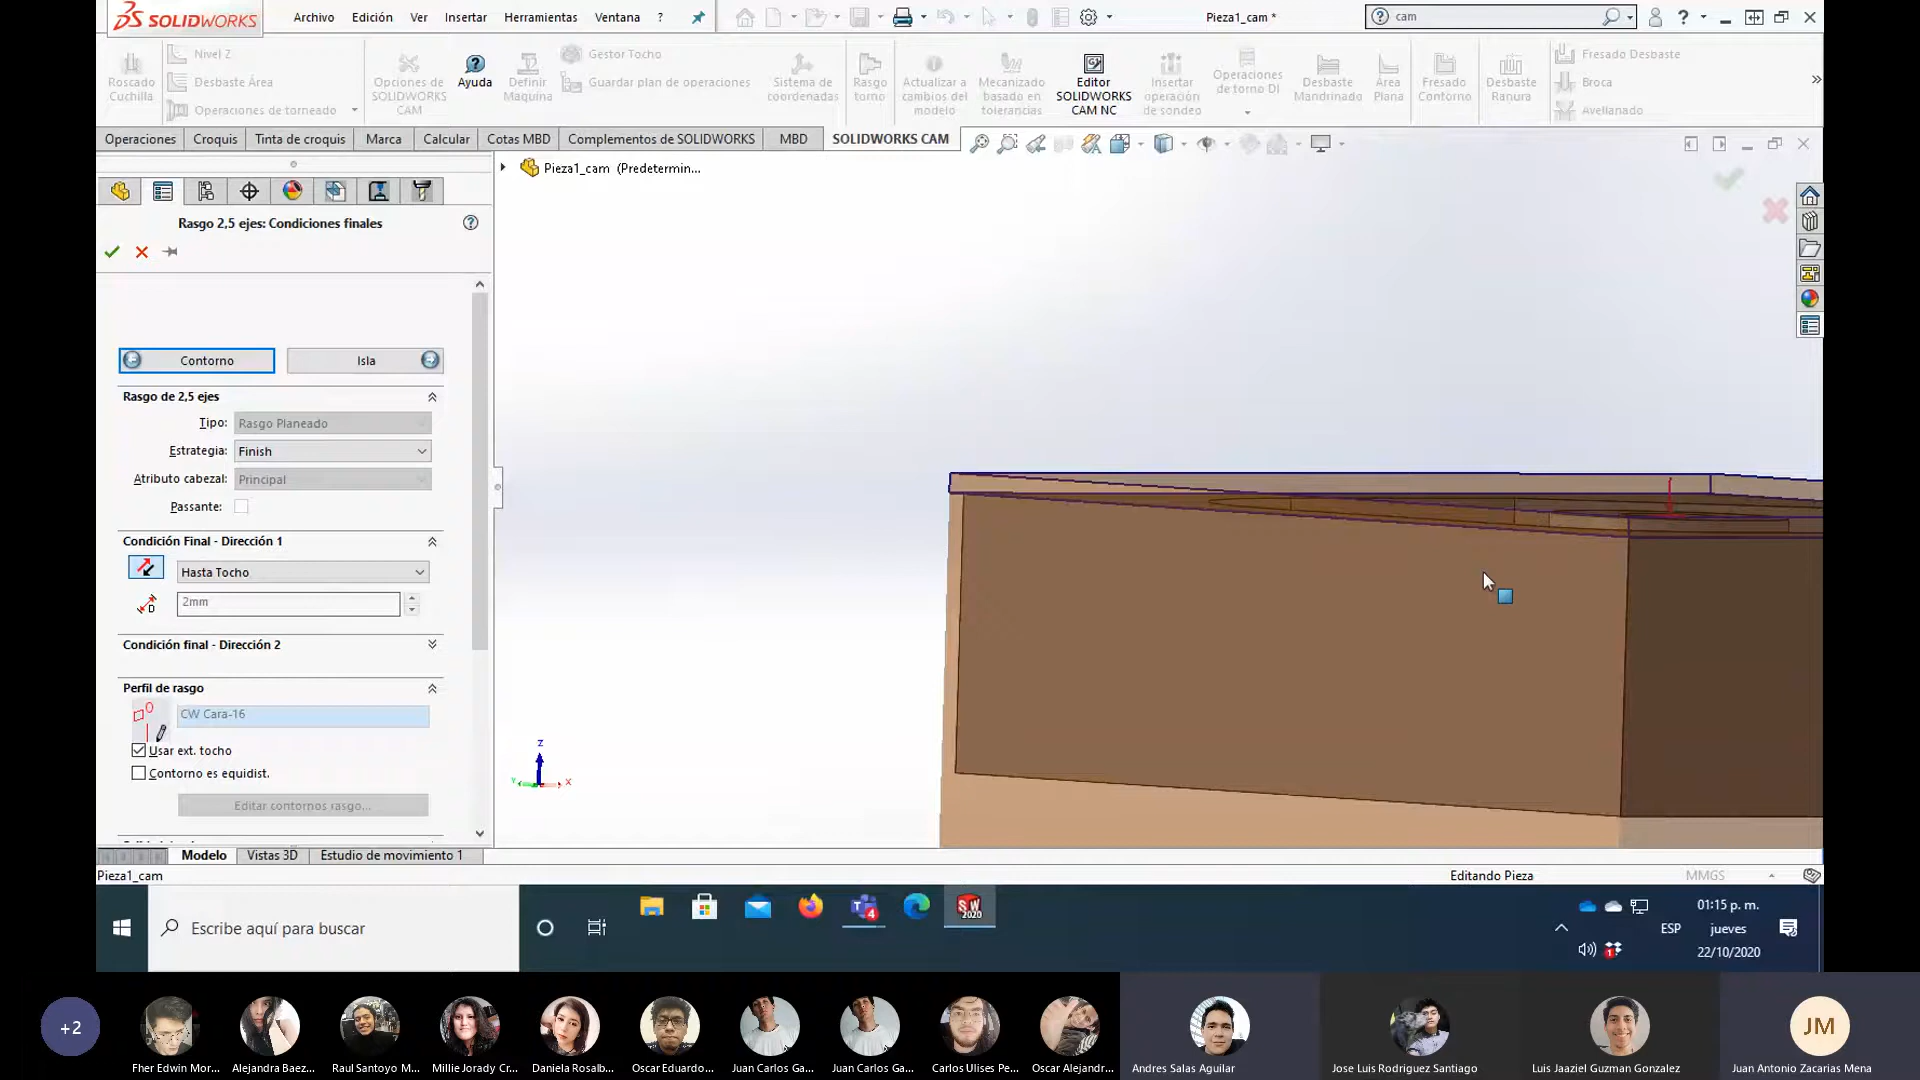 SOLIDWORKS Archivo Edición Ver Insertar Herramientas Ventana ? Pieza1_cam * cam
Roscado Cuchilla
Nivel Z
Desbaste Área
Operaciones de torneado
Opciones de SOLIDWORKS CAM
Ayuda
Definir Maquina
Gestor Tocho
Guardar plan de operaciones
Sistema de coordenadas
Rasgo torno
Actualizar a cambios del modelo
Mecanizado basado en tolerancias
Editor SOLIDWORKS CAM NC
Insertar operación de sondeo
Operaciones de torno DI
Desbaste Mandrinado
Area Plana
Fresado Contorno
Desbaste Ranura
Fresado Desbaste
Broca
Avellanado
Operaciones Croquis Tinta de croquis Marca Calcular Cotas MBD Complementos de SOLIDWORKS MBD SOLIDWORKS CAM
Pieza1_cam (Predetermin...
Rasgo 2,5 ejes: Condiciones finales
Contorno Isla
Rasgo de 2,5 ejes
Tipo: Rasgo Planeado
Estrategia: Finish
Atributo cabezal: Principal
Passante:
Condición Final - Dirección 1
Hasta Tocho
2mm
Condición final - Dirección 2
Perfil de rasgo
CW Cara-16
Usar ext. tocho
Contorno es equidist.
Editar contornos rasgo...
Z
Y X
Modelo Vistas 3D Estudio de movimiento 1
Pieza1_cam Editando Pieza MMGS
Escribe aquí para buscar
4
SW 2020
ESP
01:15 p. m.
jueves
22/10/2020
+2
JM
Fher Edwin Mor... Alejandra Baez... Raul Santoyo M... Millie Jorady Cr... Daniela Rosalb... Oscar Eduardo... Juan Carlos Ga... Juan Carlos Ga... Carlos Ulises Pe... Oscar Alejandr... Andres Salas Aguilar Jose Luis Rodriguez Santiago Luis Jaaziel Guzman Gonzalez Juan Antonio Zacarias Mena